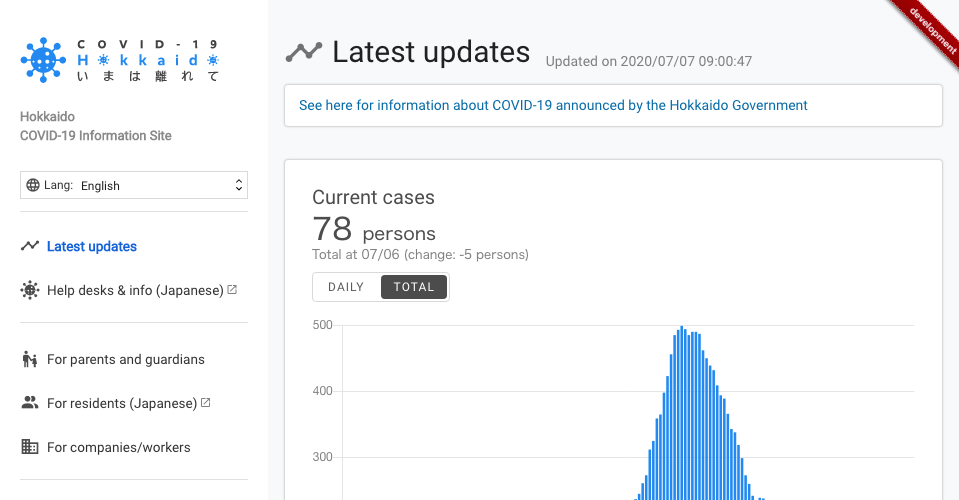 COVID-19
Hokkaido
いまは離れて
Hokkaido
COVID-19 Information Site
Lang: English
Latest updates
Help desks & info (Japanese)
For parents and guardians
For residents (Japanese)
For companies/workers
development
Latest updates Updated on 2020/07/07 09:00:47
See here for information about COVID-19 announced by the Hokkaido Government
Current cases
78 persons
Total at 07/06 (change: -5 persons)
DAILY TOTAL
500
400
300